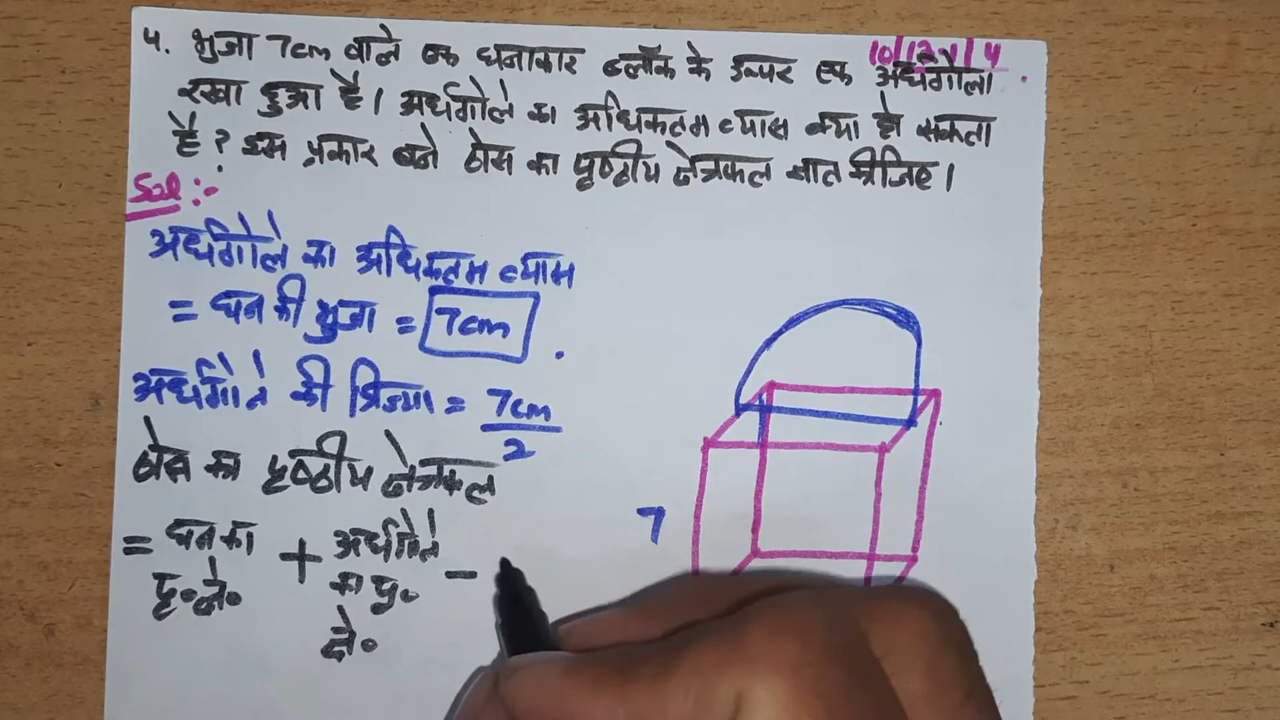 10/12.1/4
4. भुजा 7cm वाले एक घनाकार ब्लॉक के ऊपर एक अर्धगोला
रखा हुआ है। अर्धगोले का अधिकतम व्यास क्या हो सकता
है? इस प्रकार बने ठोस का पृष्ठीय क्षेत्रफल ज्ञात कीजिए।
Sol :-
अर्धगोले का अधिकतम व्यास
= घन की भुजा = 7cm .
अर्धगोले की त्रिज्या = 7cm
2
ठोस का पृष्ठीय क्षेत्रफल
= घन का + अर्धगोले -
पृ॰क्षे॰ का पृ॰
क्षे॰
7